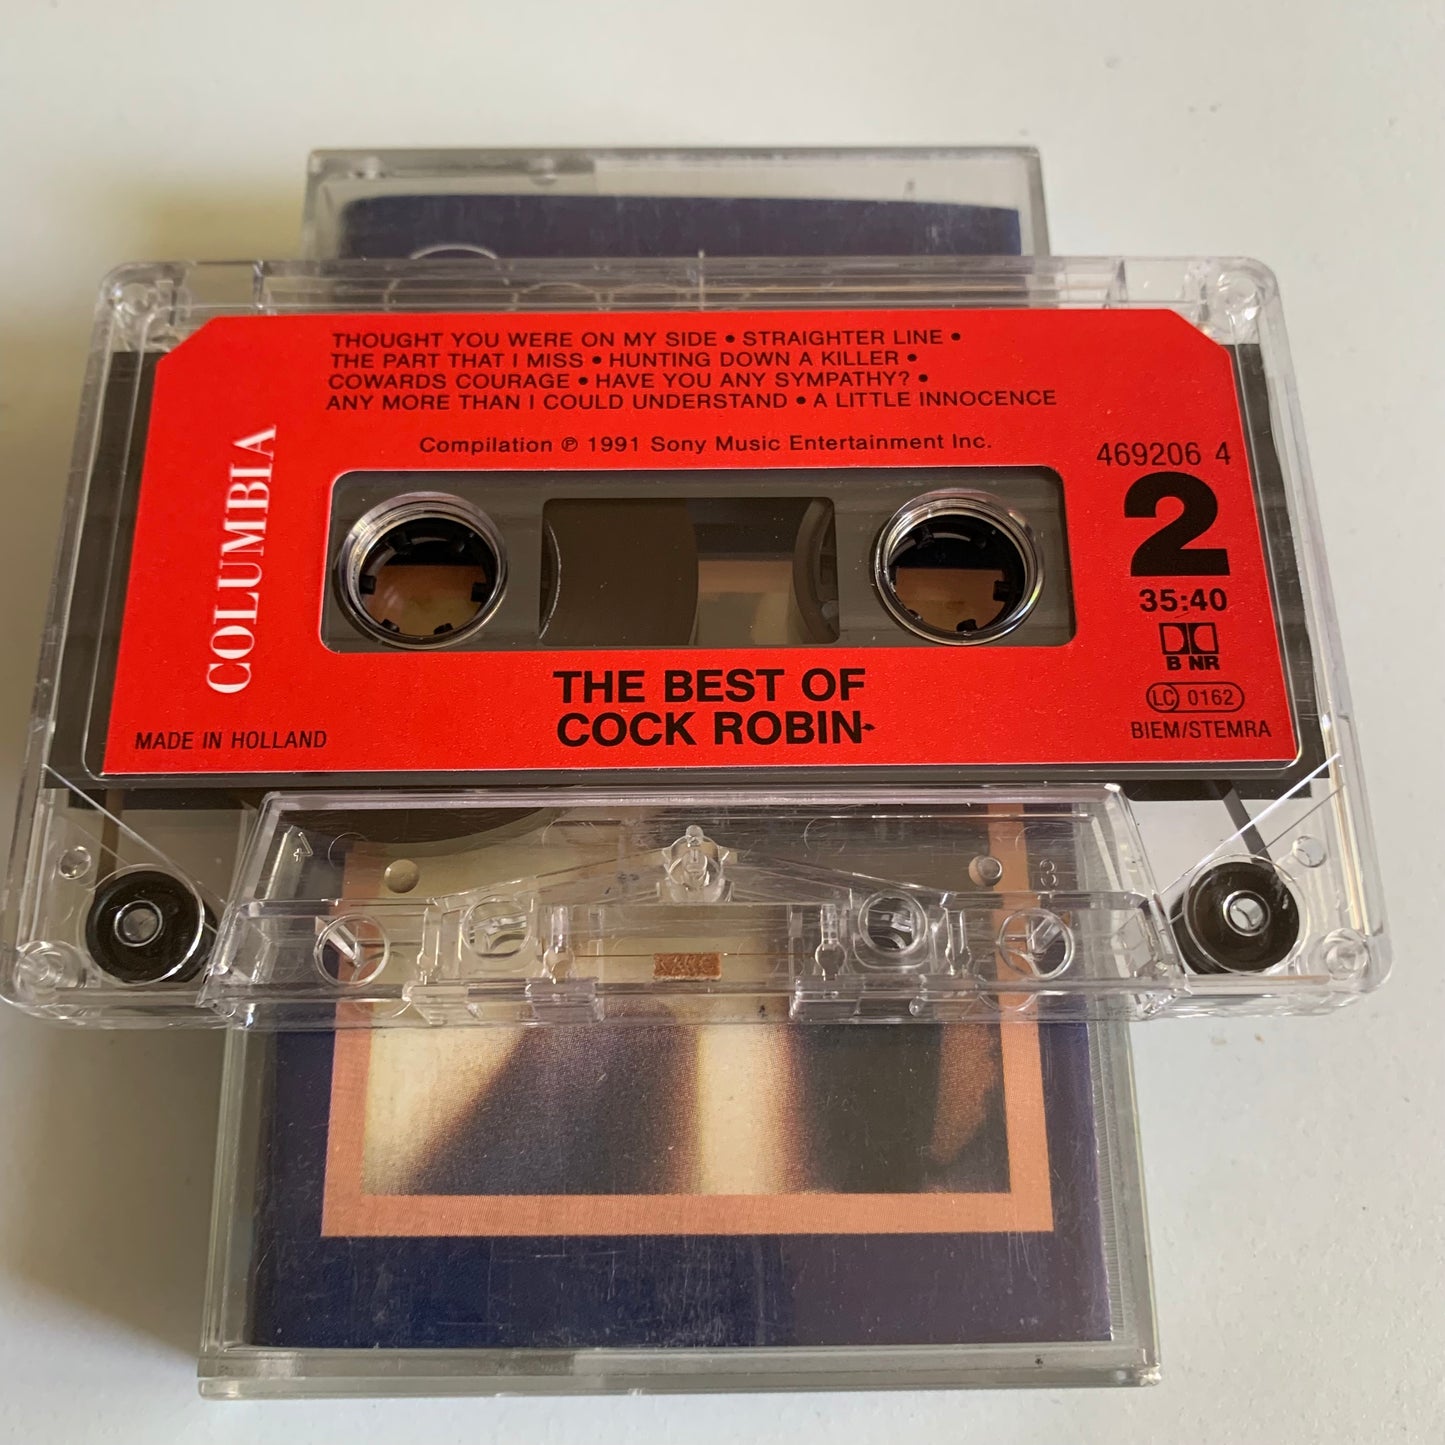 THOUGHT YOU WERE ON MY SIDE • STRAIGHTER LINE •
THE PART THAT I MISS • HUNTING DOWN A KILLER •
COWARDS COURAGE • HAVE YOU ANY SYMPATHY? •
ANY MORE THAN I COULD UNDERSTAND • A LITTLE INNOCENCE
Compilation ℗ 1991 Sony Music Entertainment Inc.
469206 4
2
35:40
B NR
LC 0162
BIEM/STEMRA
COLUMBIA
MADE IN HOLLAND
THE BEST OF
COCK ROBIN